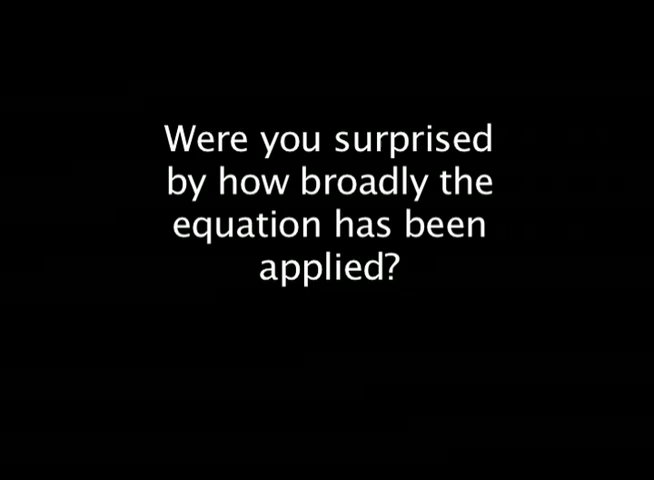 Were you surprised
by how broadly the
equation has been
applied?